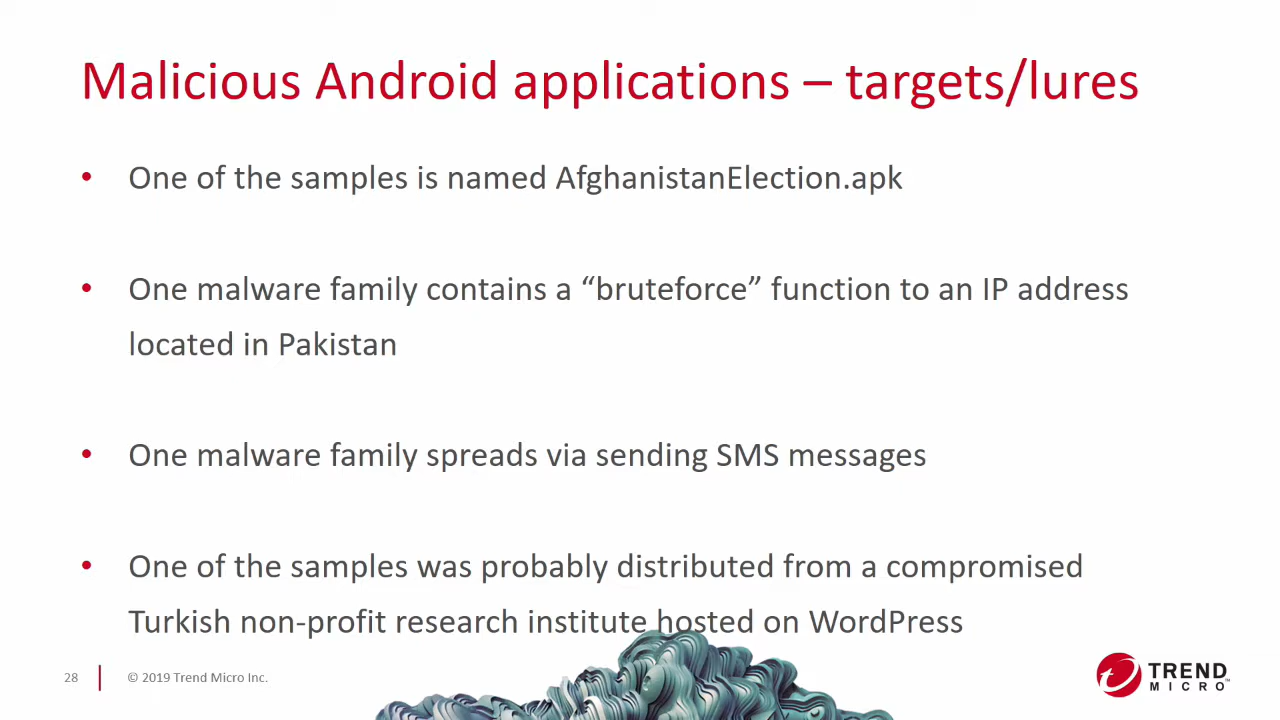 Malicious Android applications – targets/lures
• One of the samples is named AfghanistanElection.apk
• One malware family contains a “bruteforce” function to an IP address
located in Pakistan
• One malware family spreads via sending SMS messages
• One of the samples was probably distributed from a compromised
Turkish non-profit research institute hosted on WordPress
28
© 2019 Trend Micro Inc.
TREND
MICRO™